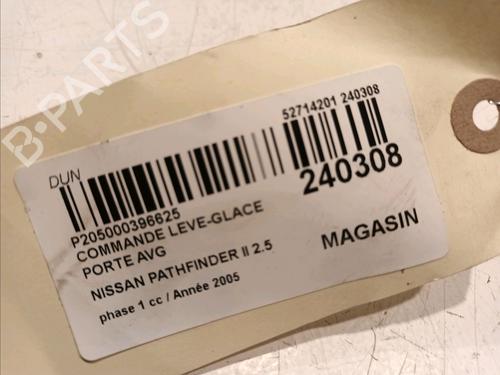 B-PARTS
DUN
52714201 240308
P205000396625
240308
COMMANDE LEVE-GLACE
PORTE AVG
MAGASIN
NISSAN PATHFINDER II 2.5
phase 1 cc / Année 2005